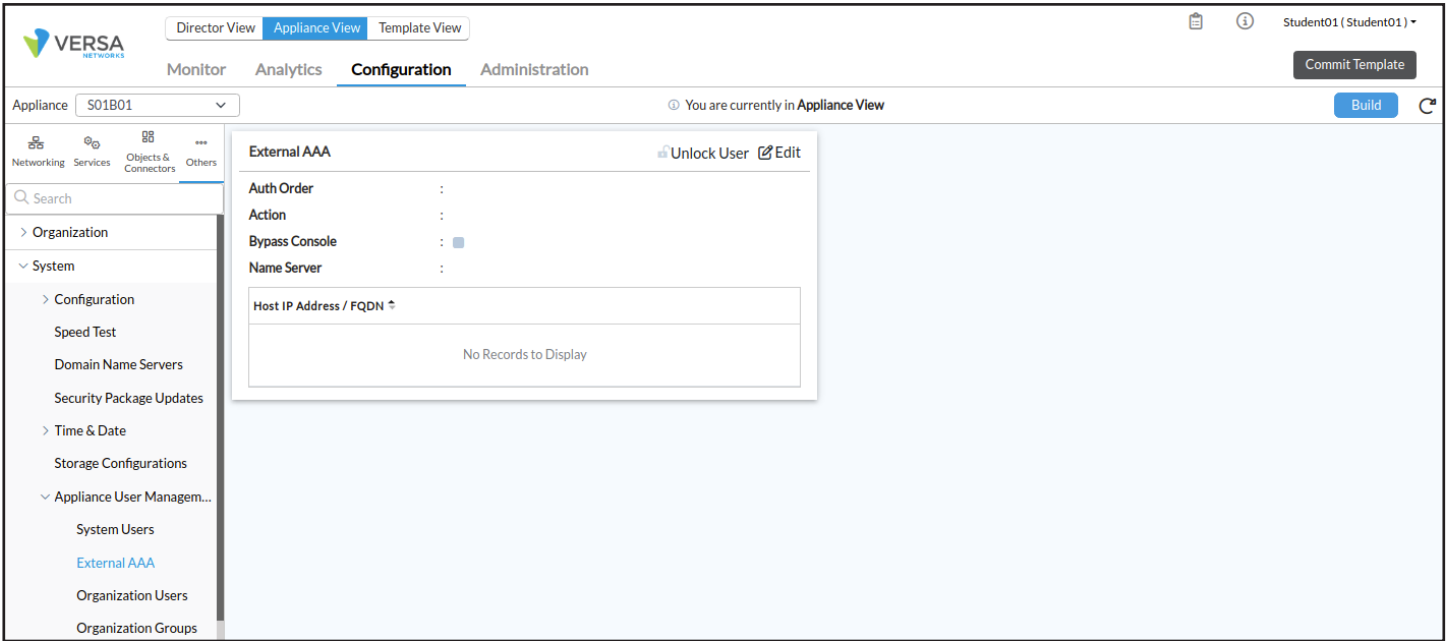 VERSA
NETWORKS
Director View Appliance View Template View
Student01 ( Student01 )
Monitor Analytics Configuration Administration
Commit Template
Appliance S01B01
You are currently in Appliance View
Build
Networking Services Objects & Connectors Others
Search
Organization
System
Configuration
Speed Test
Domain Name Servers
Security Package Updates
Time & Date
Storage Configurations
Appliance User Managem...
System Users
External AAA
Organization Users
Organization Groups
External AAA Unlock User Edit
Auth Order :
Action :
Bypass Console :
Name Server :
Host IP Address / FQDN
No Records to Display